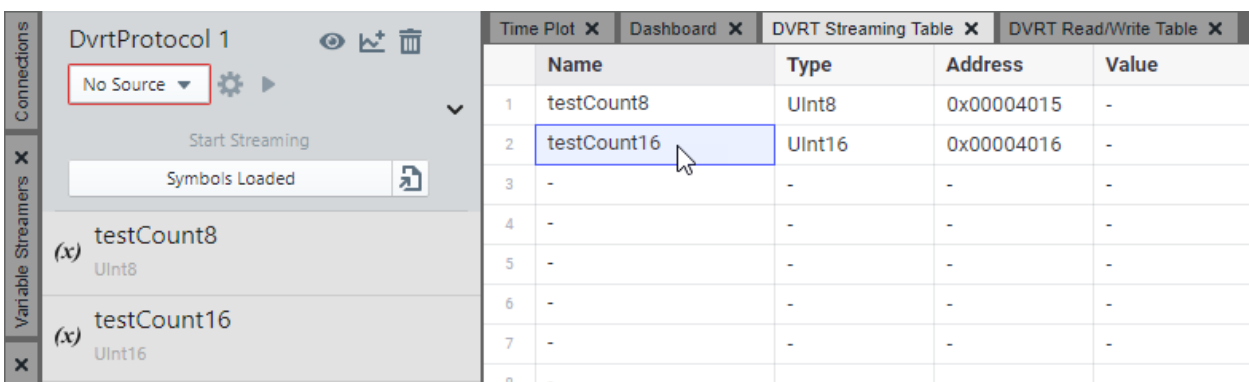 Connections
Variable Streamers
DvrtProtocol 1
No Source
Start Streaming
Symbols Loaded
(x) testCount8
UInt8
(x) testCount16
UInt16
Time Plot Dashboard DVRT Streaming Table DVRT Read/Write Table
Name Type Address Value
1 testCount8 UInt8 0x00004015 -
2 testCount16 UInt16 0x00004016 -
3 - - - -
4 - - - -
5 - - - -
6 - - - -
7 - - - -